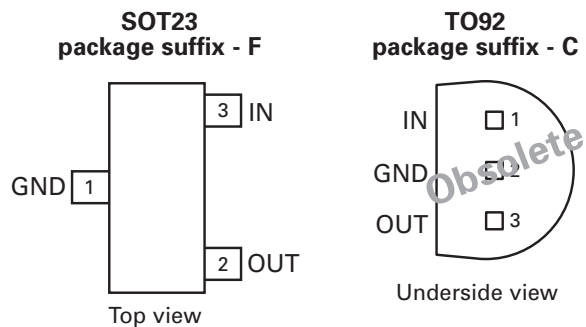 SOT23
package suffix - F
3 IN
GND 1
2 OUT
Top view
TO92
package suffix - C
IN 1
GND 2
OUT 3
Obsolete
Underside view